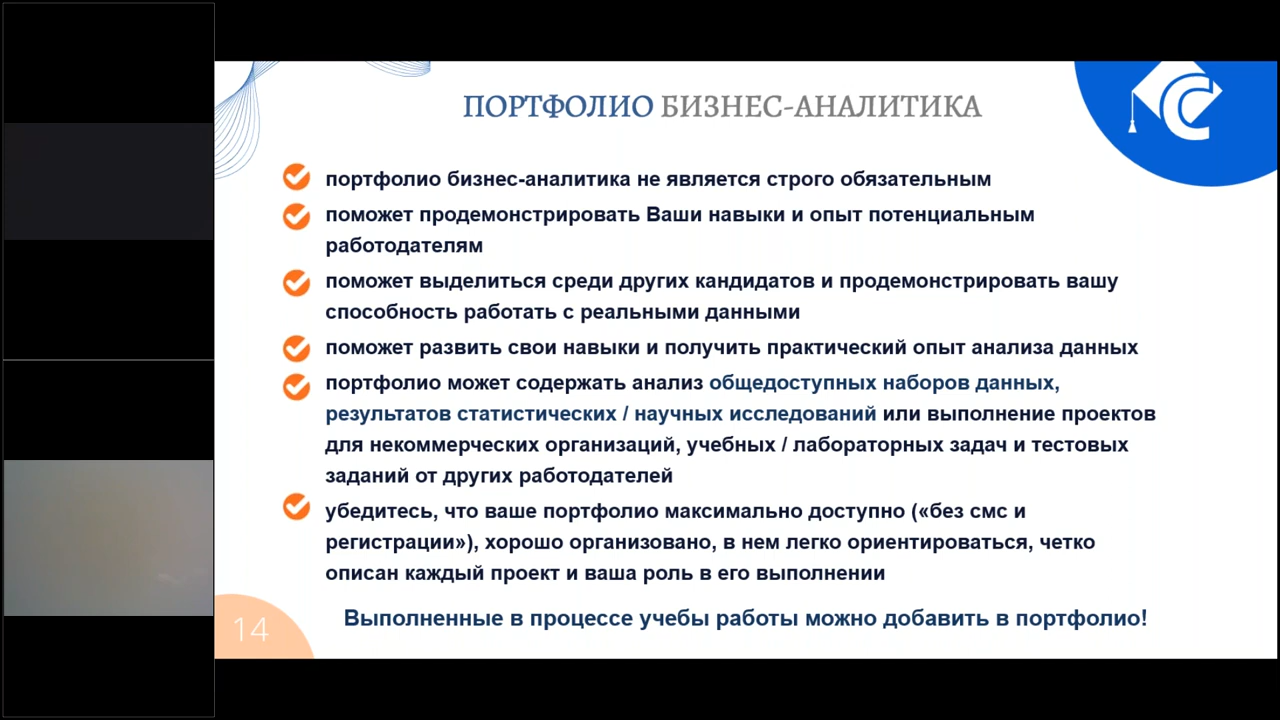 ПОРТФОЛИО БИЗНЕС-АНАЛИТИКА
портфолио бизнес-аналитика не является строго обязательным
поможет продемонстрировать Ваши навыки и опыт потенциальным
работодателям
поможет выделиться среди других кандидатов и продемонстрировать вашу
способность работать с реальными данными
поможет развить свои навыки и получить практический опыт анализа данных
портфолио может содержать анализ общедоступных наборов данных,
результатов статистических / научных исследований или выполнение проектов
для некоммерческих организаций, учебных / лабораторных задач и тестовых
заданий от других работодателей
убедитесь, что ваше портфолио максимально доступно («без смс и
регистрации»), хорошо организовано, в нем легко ориентироваться, четко
описан каждый проект и ваша роль в его выполнении
Выполненные в процессе учебы работы можно добавить в портфолио!
14